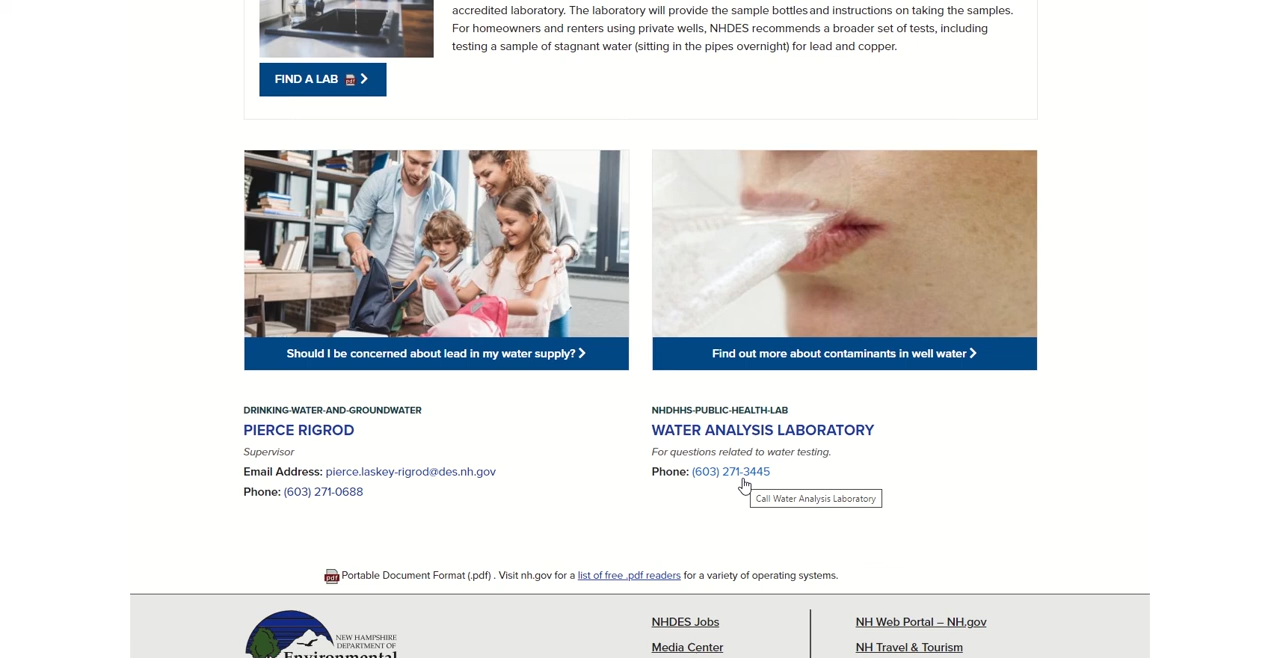 accredited laboratory. The laboratory will provide the sample bottles and instructions on taking the samples.
For homeowners and renters using private wells, NHDES recommends a broader set of tests, including
testing a sample of stagnant water (sitting in the pipes overnight) for lead and copper.
FIND A LAB pdf
Should I be concerned about lead in my water supply?
Find out more about contaminants in well water
DRINKING-WATER-AND-GROUNDWATER
PIERCE RIGROD
Supervisor
Email Address: pierce.laskey-rigrod@des.nh.gov
Phone: (603) 271-0688
NHDHHS-PUBLIC-HEALTH-LAB
WATER ANALYSIS LABORATORY
For questions related to water testing.
Phone: (603) 271-3445
Call Water Analysis Laboratory
pdf Portable Document Format (.pdf) . Visit nh.gov for a list of free .pdf readers for a variety of operating systems.
NEW HAMPSHIRE
DEPARTMENT OF
Environmental
NHDES Jobs
Media Center
NH Web Portal – NH.gov
NH Travel & Tourism